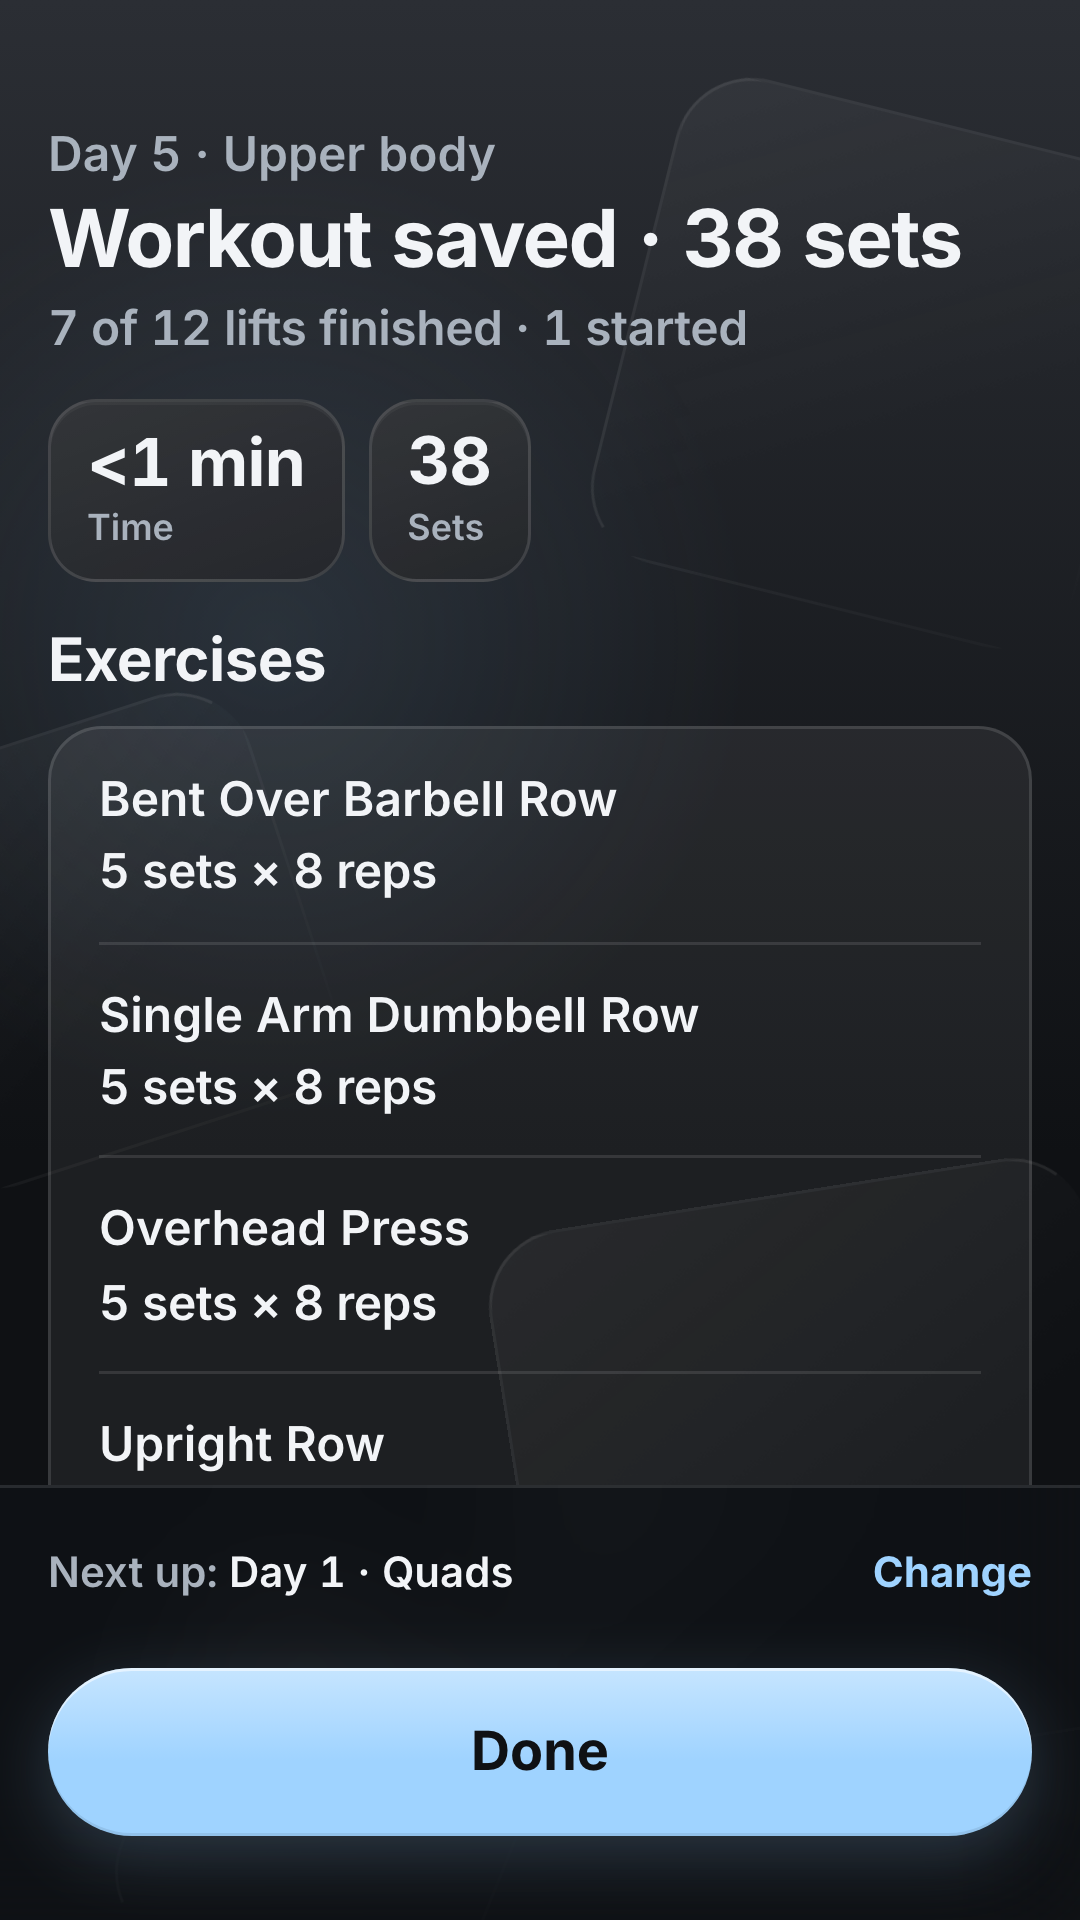 Day 5 · Upper body
Workout saved · 38 sets
7 of 12 lifts finished · 1 started
<1 min
Time
38
Sets
Exercises
Bent Over Barbell Row
5 sets × 8 reps
Single Arm Dumbbell Row
5 sets × 8 reps
Overhead Press
5 sets × 8 reps
Upright Row
Next up: Day 1 · Quads
Change
Done